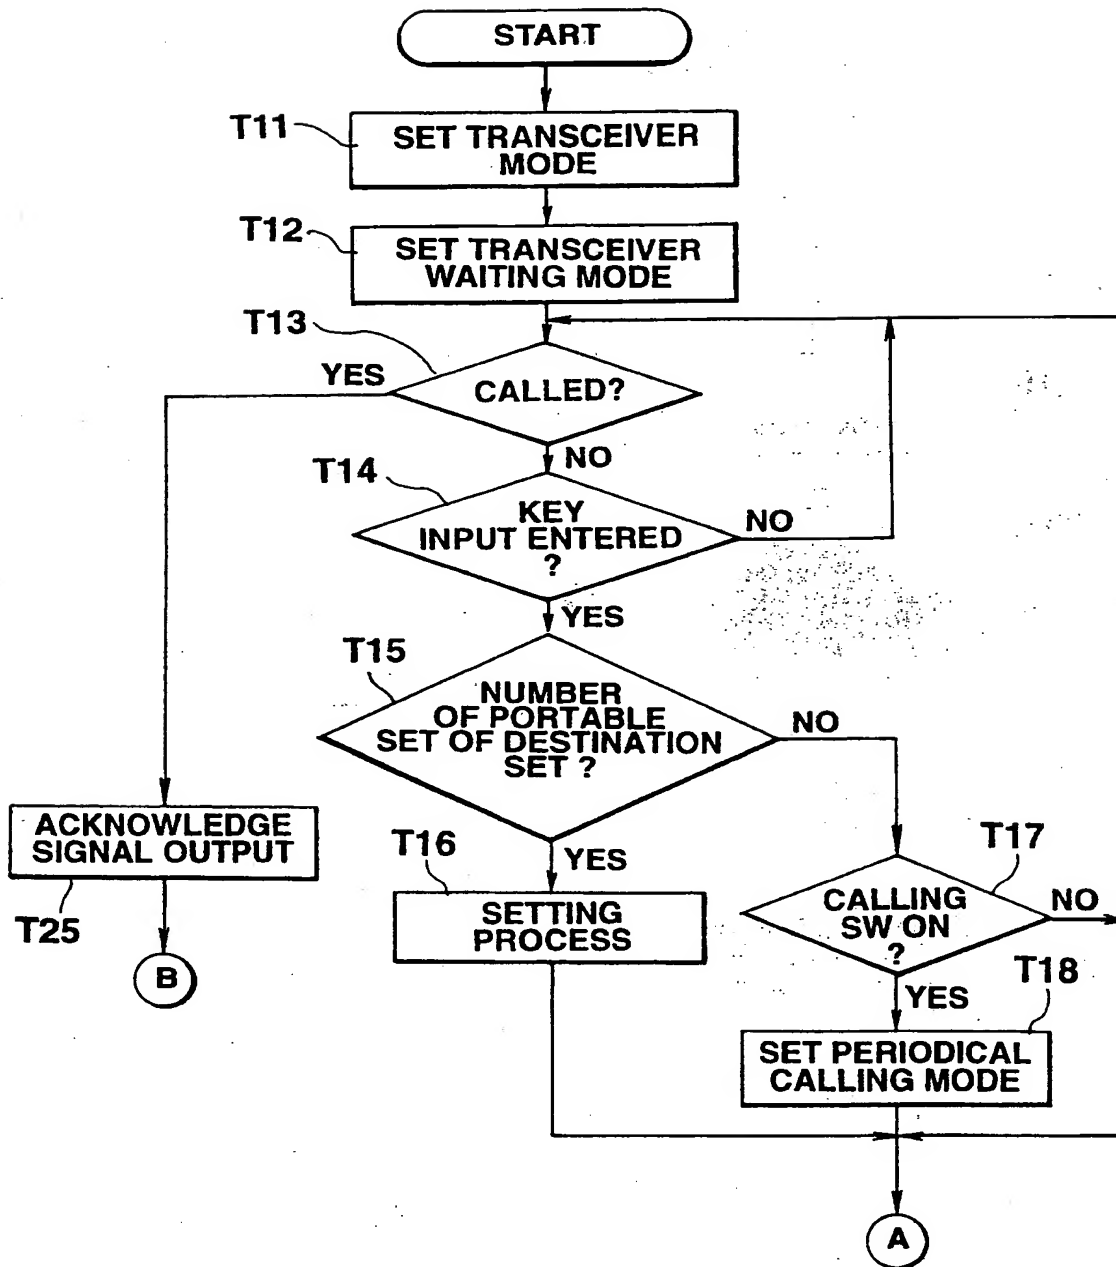 START
T11
SET TRANSCEIVER
MODE
T12
SET TRANSCEIVER
WAITING MODE
T13
YES
CALLED?
NO
T14
KEY
INPUT ENTERED
?
NO
YES
T15
NUMBER
OF PORTABLE
SET OF DESTINATION
SET ?
NO
ACKNOWLEDGE
SIGNAL OUTPUT
T25
B
T16
YES
SETTING
PROCESS
T17
CALLING
SW ON
?
NO
YES
T18
SET PERIODICAL
CALLING MODE
A